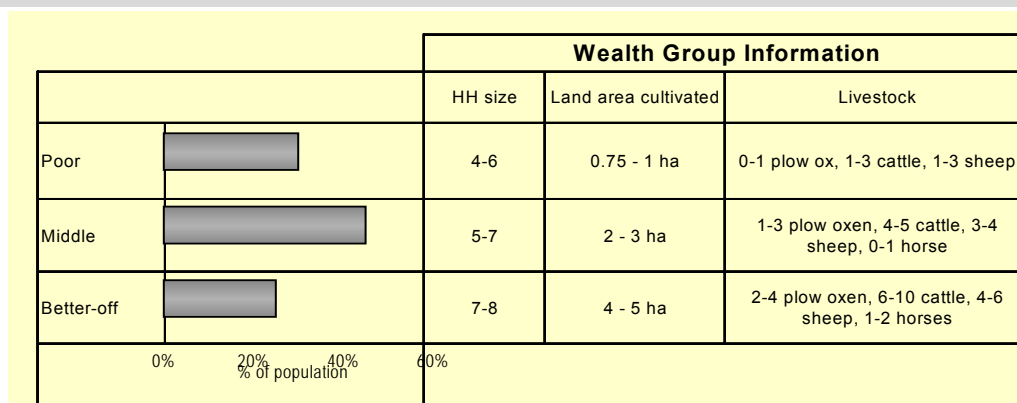 Wealth Group Information
HH size Land area cultivated Livestock
Poor 4-6 0.75 - 1 ha 0-1 plow ox, 1-3 cattle, 1-3 sheep
Middle 5-7 2 - 3 ha 1-3 plow oxen, 4-5 cattle, 3-4
sheep, 0-1 horse
Better-off 7-8 4 - 5 ha 2-4 plow oxen, 6-10 cattle, 4-6
sheep, 1-2 horses
0% 20% 40% 60%
% of population